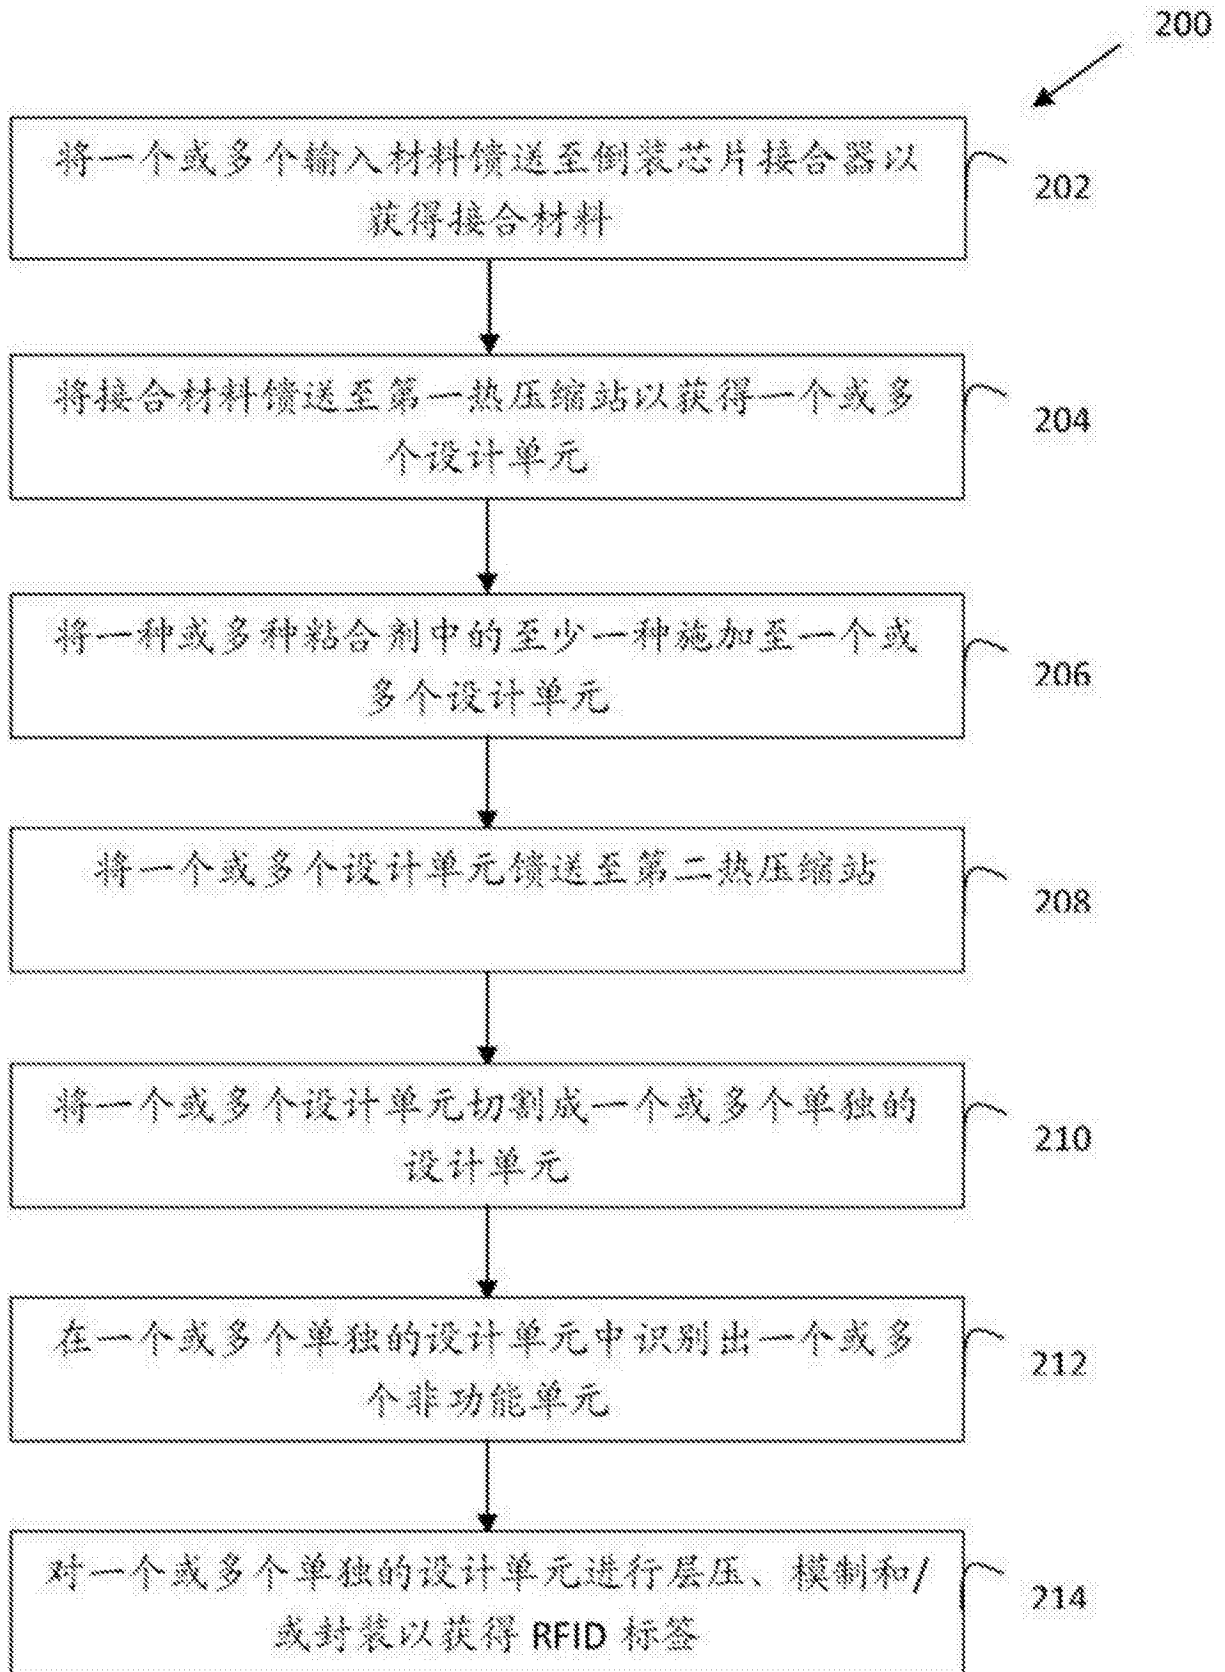 200
将一个或多个输入材料馈送至倒装芯片接合器以
获得接合材料
202
将接合材料馈送至第一热压缩站以获得一个或多
个设计单元
204
将一种或多种粘合剂中的至少一种施加至一个或
多个设计单元
206
将一个或多个设计单元馈送至第二热压缩站
208
将一个或多个设计单元切割成一个或多个单独的
设计单元
210
在一个或多个单独的设计单元中识别出一个或多
个非功能单元
212
对一个或多个单独的设计单元进行层压、模制和/
或封装以获得 RFID 标签
214